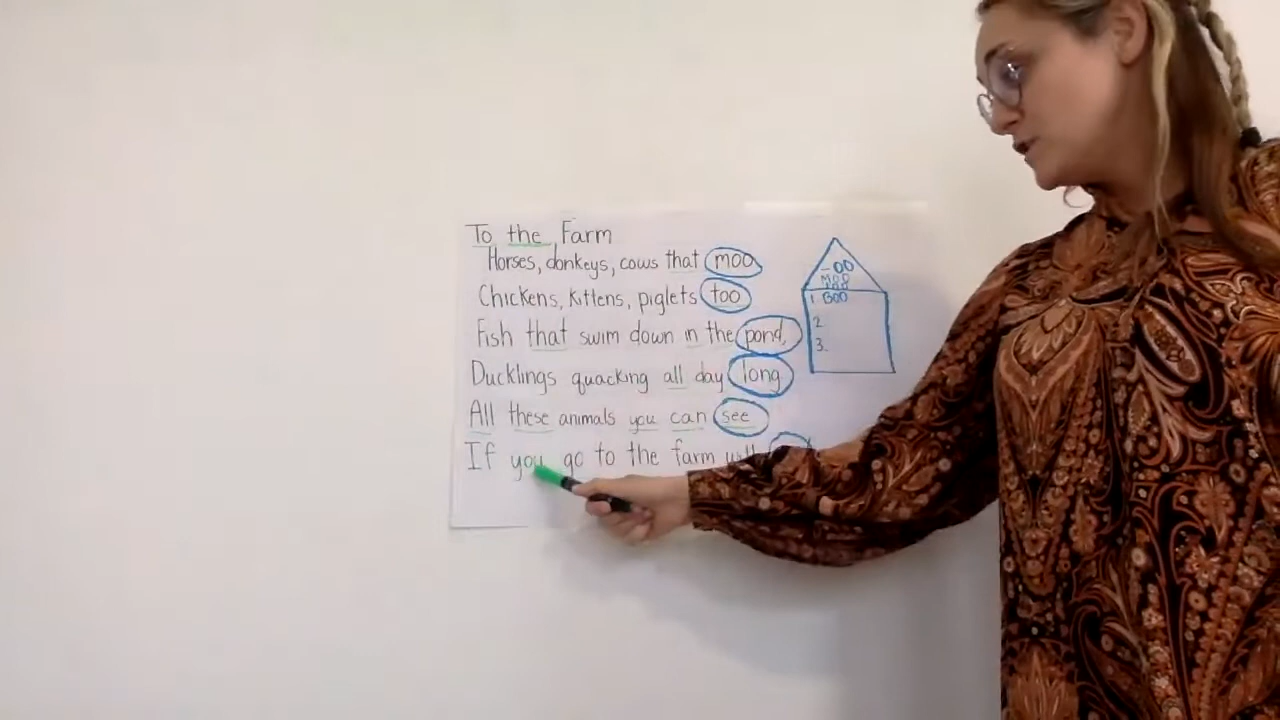 To the Farm
Horses, donkeys, cows that moo
Chickens, kittens, piglets too
Fish that swim down in the pond,
Ducklings quacking all day long
All these animals you can see
If you go to the farm
-oo
Moo
1. Boo
2.
3.